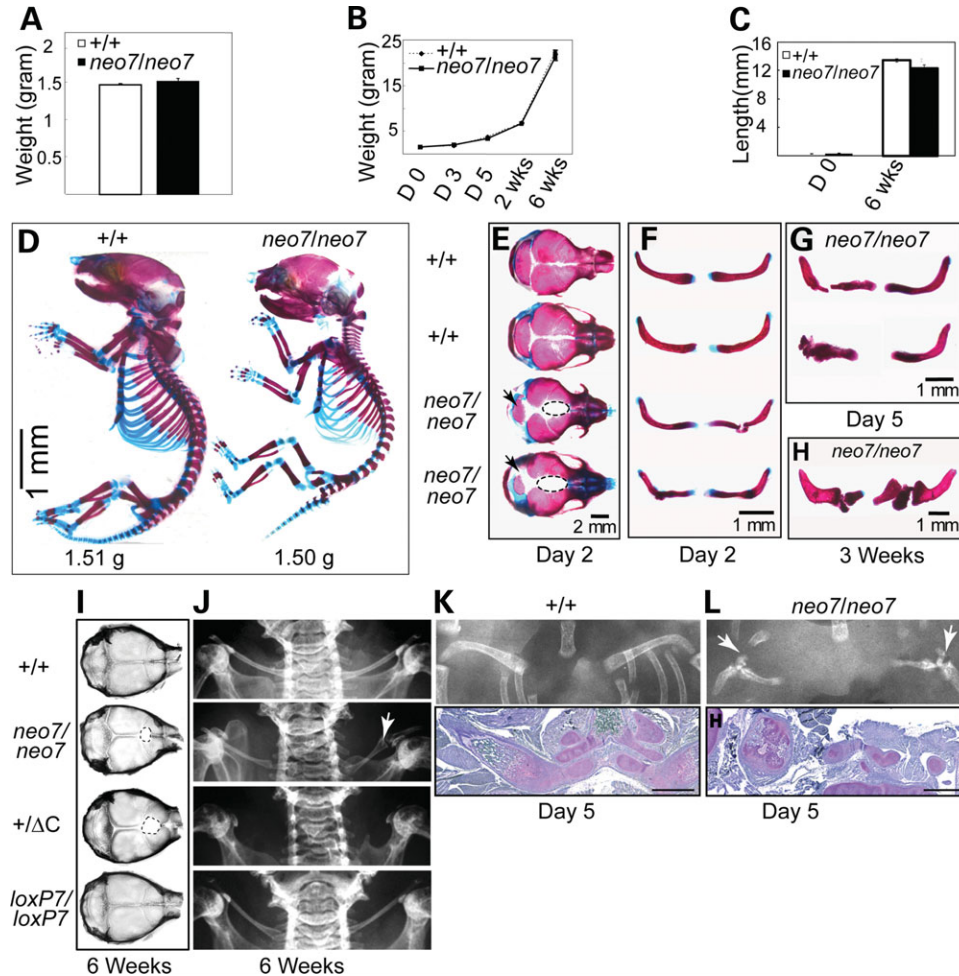 A
Weight (gram)
2
1.5
1
0.5
+/+
neo7/neo7
B
Weight (gram)
25
15
5
+/+
neo7/neo7
D 0
D 3
D 5
2 wks
6 wks
C
Length(mm)
16
12
8
4
+/+
neo7/neo7
D 0
6 wks
D
+/+
neo7/neo7
1 mm
1.51 g
1.50 g
+/+
+/+
neo7/
neo7
neo7/
neo7
E
2 mm
Day 2
F
1 mm
Day 2
G
neo7/neo7
1 mm
Day 5
H
neo7/neo7
1 mm
3 Weeks
I
+/+
neo7/
neo7
+/ΔC
loxP7/
loxP7
6 Weeks
J
6 Weeks
K
+/+
Day 5
L
neo7/neo7
H
Day 5